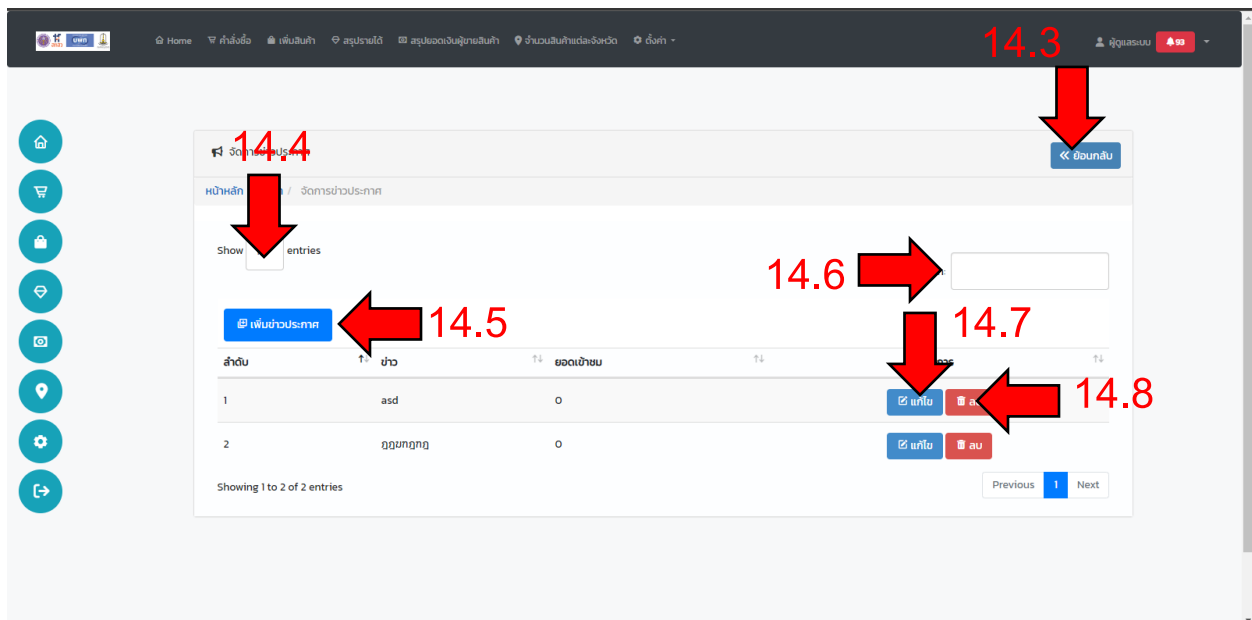 Home คำสั่งซื้อ เพิ่มสินค้า สรุปรายได้ สรุปยอดเงินผู้ขายสินค้า จำนวนสินค้าแต่ละจังหวัด ตั้งค่า 14.3 ผู้ดูแลระบบ 93
14.4
ย้อนกลับ
หน้าหลัก / จัดการข่าวประกาศ
Show entries
14.6
เพิ่มข่าวประกาศ 14.5 14.7
ลำดับ ข่าว ยอดเข้าชม
1 asd 0 แก้ไข 14.8
2 ฎฎยกฎกฎ 0 แก้ไข ลบ
Showing 1 to 2 of 2 entries Previous 1 Next